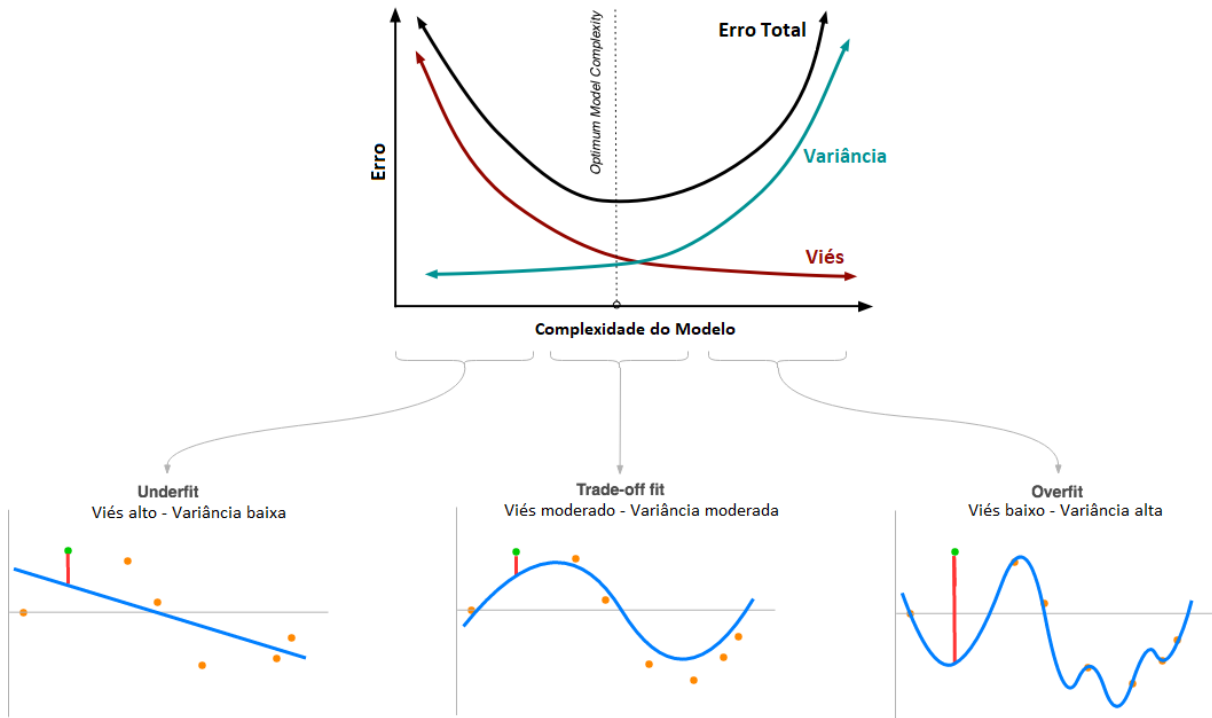 Erro Total
Optimum Model Complexity
Variância
Erro
Viés
Complexidade do Modelo
Underfit
Viés alto - Variância baixa
Trade-off fit
Viés moderado - Variância moderada
Overfit
Viés baixo - Variância alta